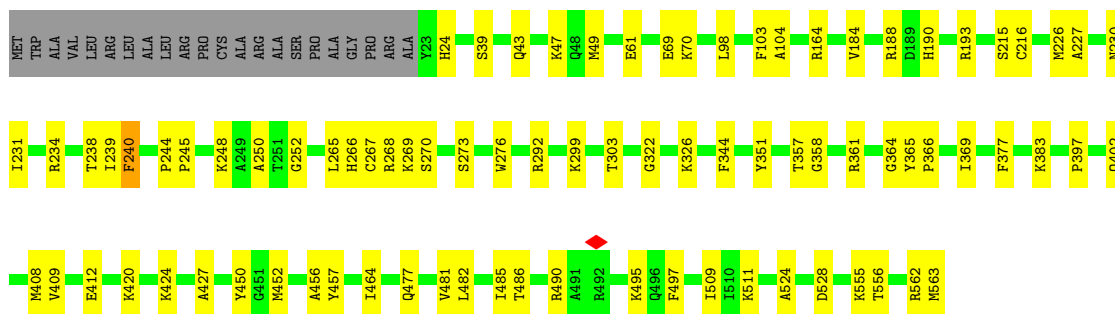 MET TRP ALA VAL LEU ARG LEU ALA LEU ARG PRO CYS ALA ARG ALA SER PRO ALA GLY PRO ARG ALA Y23 H24 S39 Q43 K47 Q48 M49 E61 E69 K70 L98 F103 A104 R164 V184 R188 D189 H190 R193 S215 C216 M226 A227
I231 R234 T238 I239 F240 P244 P245 K248 A249 A250 T251 G252 L265 H266 C267 R268 K269 S270 S273 W276 R292 K299 T303 G322 K326 F344 Y351 T357 G358 R361 G364 Y365 P366 I369 F377 K383 P397
M408 V409 E412 K420 K424 A427 Y450 G451 M452 A456 Y457 I464 Q477 V481 L482 I485 T486 R490 A491 R492 K495 Q496 F497 I509 I510 K511 A524 D528 K555 T556 R562 M563